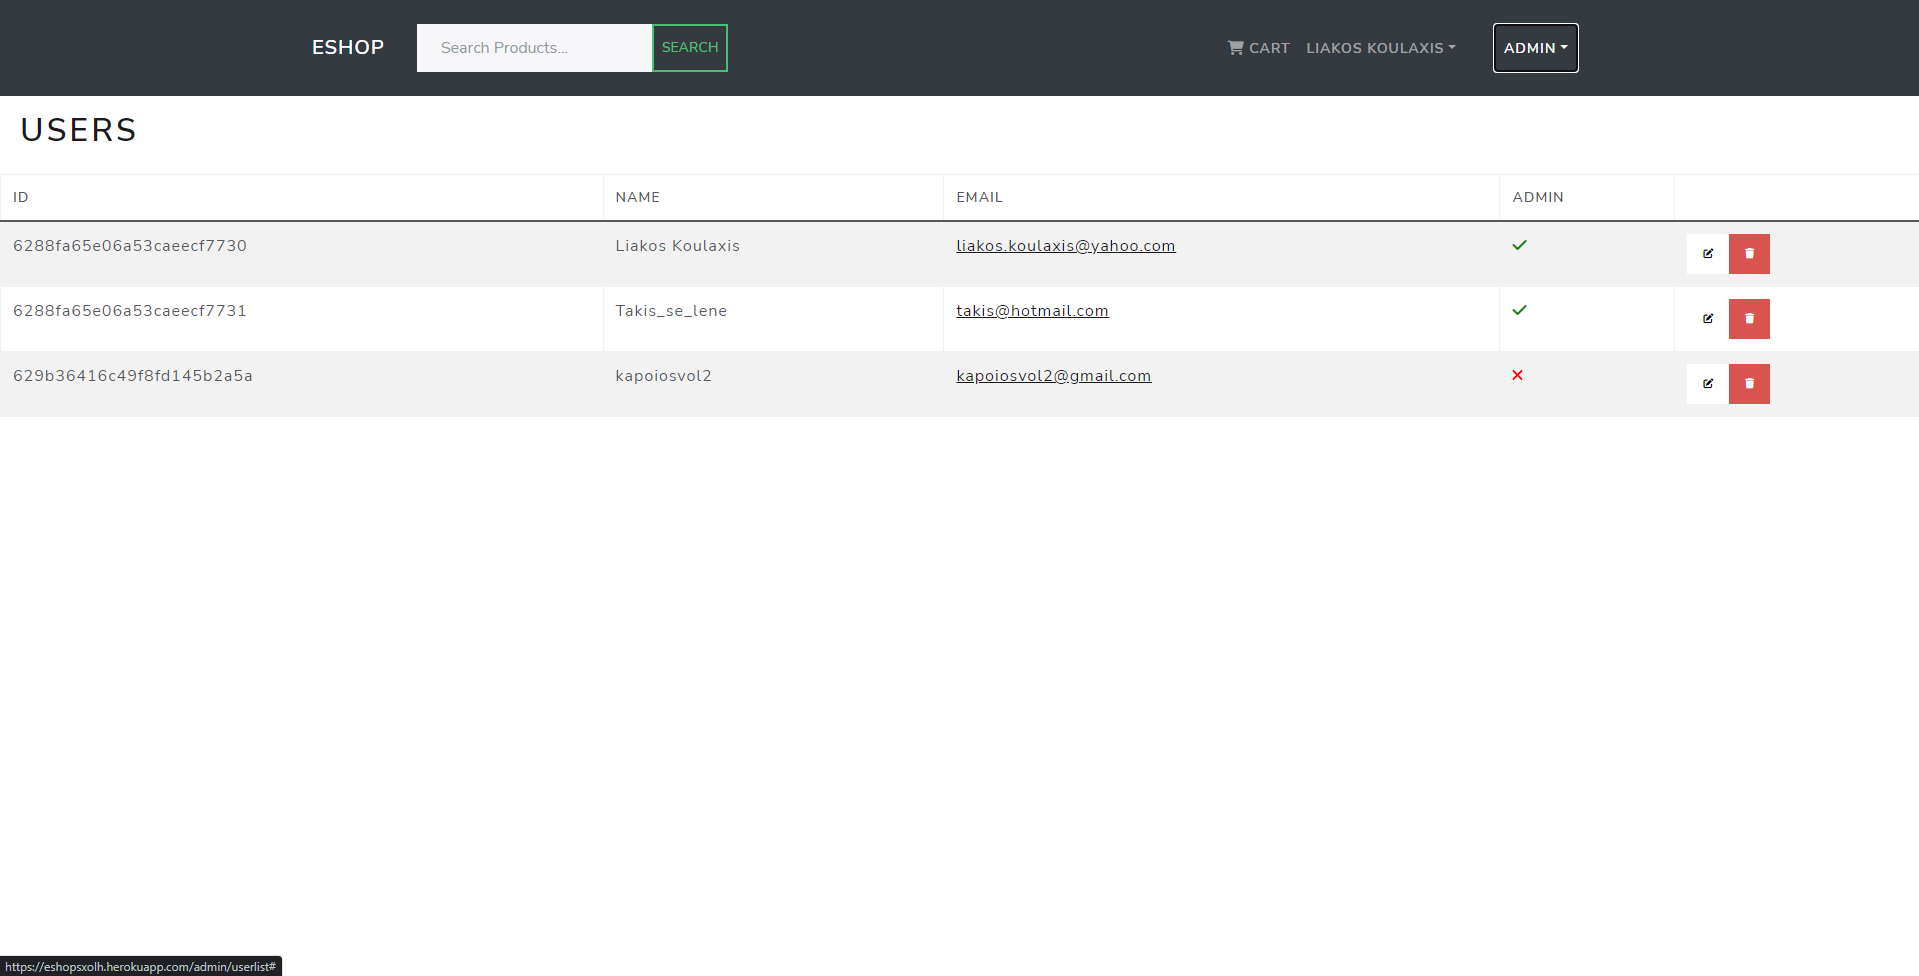 ESHOP
Search Products...
SEARCH
CART
LIAKOS KOULAXIS
ADMIN
USERS
ID NAME EMAIL ADMIN
6288fa65e06a53caeecf7730 Liakos Koulaxis liakos.koulaxis@yahoo.com
6288fa65e06a53caeecf7731 Takis_se_lene takis@hotmail.com
629b36416c49f8fd145b2a5a kapoiosvol2 kapoiosvol2@gmail.com
https://eshopsxolh.herokuapp.com/admin/userlist#